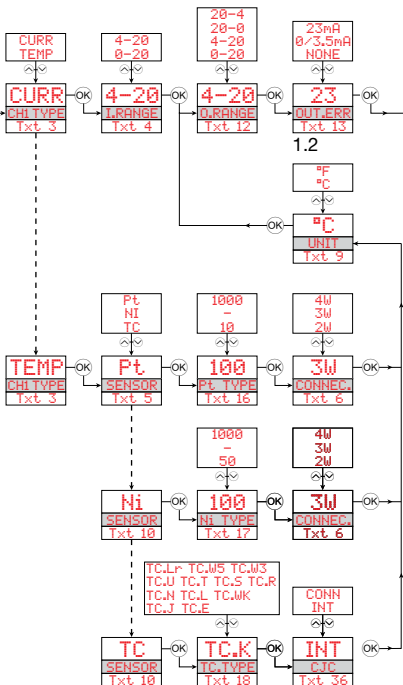 CURR
TEMP
4-20
0-20
20-4
20-0
4-20
0-20
23mA
0/3.5mA
NONE
CURR
CH1 TYPE
Txt 3
OK
4-20
I.RANGE
Txt 4
OK
4-20
O.RANGE
Txt 12
OK
23
OUT.ERR
Txt 13
OK
1.2
°F
°C
°C
UNIT
Txt 9
OK
Pt
NI
TC
1000
-
10
4W
3W
2W
TEMP
CH1 TYPE
Txt 3
OK
Pt
SENSOR
Txt 5
OK
100
Pt TYPE
Txt 16
OK
3W
CONNEC.
Txt 6
OK
1000
-
50
4W
3W
2W
Ni
SENSOR
Txt 10
OK
100
Ni TYPE
Txt 17
OK
3W
CONNEC.
Txt 6
OK
TC.Lr TC.W5 TC.W3
TC.U TC.T TC.S TC.R
TC.N TC.L TC.WK
TC.J TC.E
CONN
INT
TC
SENSOR
Txt 10
OK
TC.K
TC.TYPE
Txt 18
OK
INT
CJC
Txt 36
OK